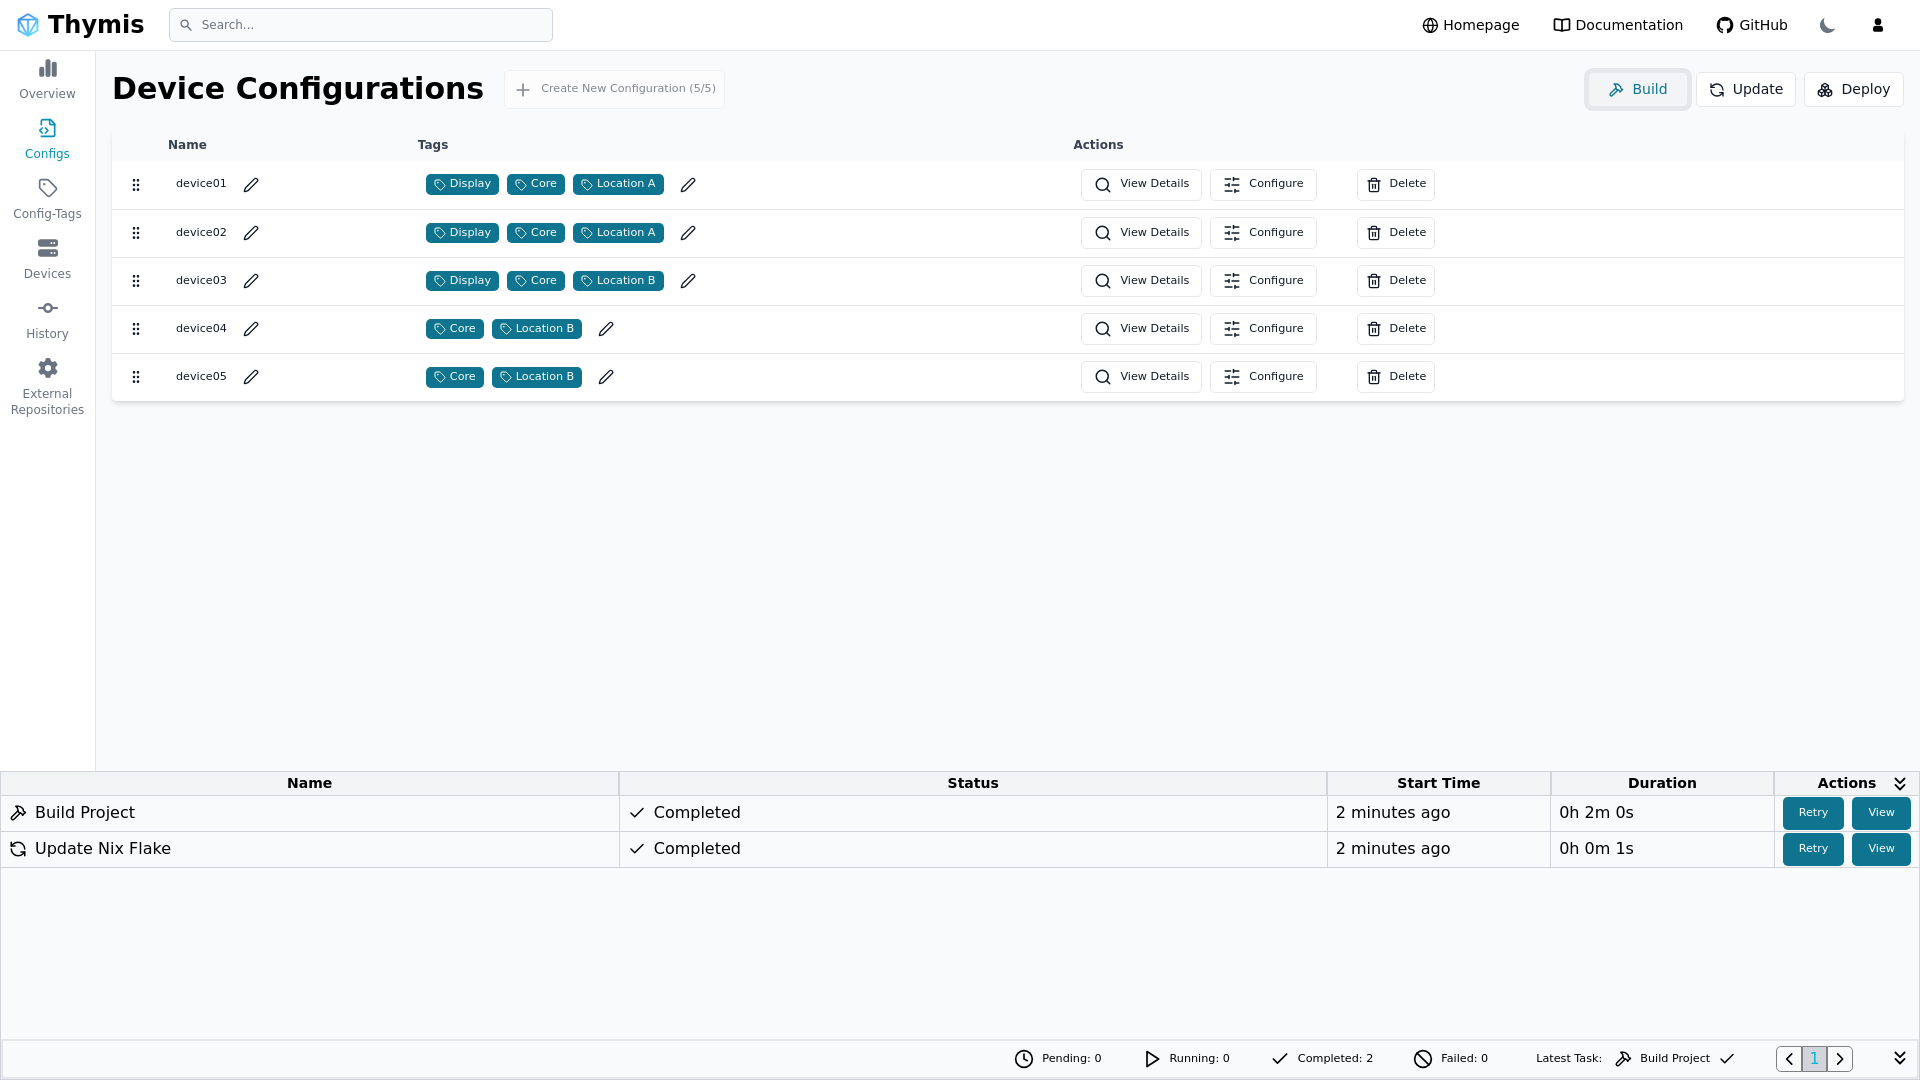 Thymis
Search...
Homepage
Documentation
GitHub
Overview
Configs
Config-Tags
Devices
History
External
Repositories
Device Configurations
Create New Configuration (5/5)
Build
Update
Deploy
Name Tags Actions
device01 Display Core Location A View Details Configure Delete
device02 Display Core Location A View Details Configure Delete
device03 Display Core Location B View Details Configure Delete
device04 Core Location B View Details Configure Delete
device05 Core Location B View Details Configure Delete
Name Status Start Time Duration Actions
Build Project Completed 2 minutes ago 0h 2m 0s Retry View
Update Nix Flake Completed 2 minutes ago 0h 0m 1s Retry View
Pending: 0 Running: 0 Completed: 2 Failed: 0 Latest Task: Build Project 1